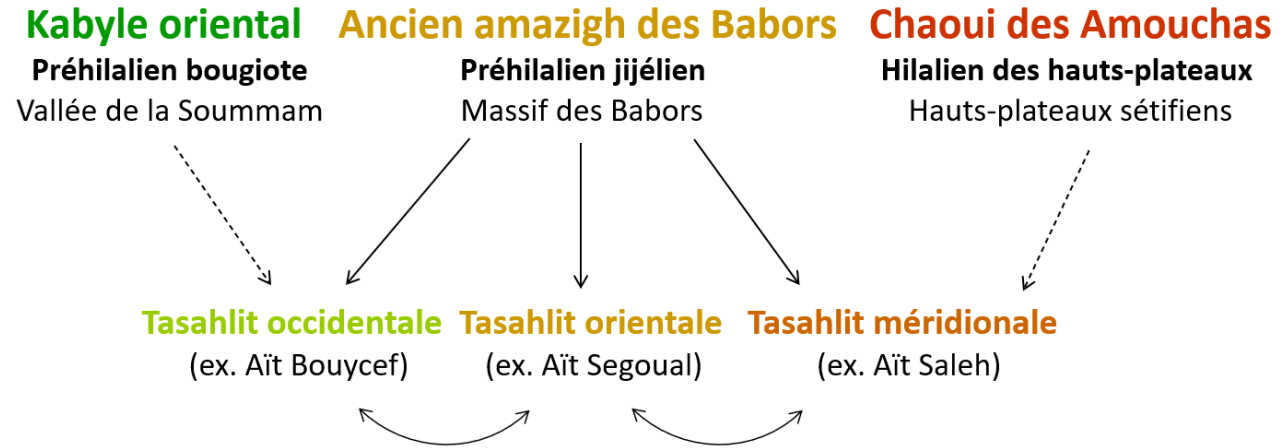 Kabyle oriental Ancien amazigh des Babors Chaoui des Amouchas
Préhilalien bougiote Préhilalien jijélien Hilalien des hauts-plateaux
Vallée de la Soummam Massif des Babors Hauts-plateaux sétifiens
Tasahlit occidentale Tasahlit orientale Tasahlit méridionale
(ex. Aït Bouycef) (ex. Aït Segoual) (ex. Aït Saleh)